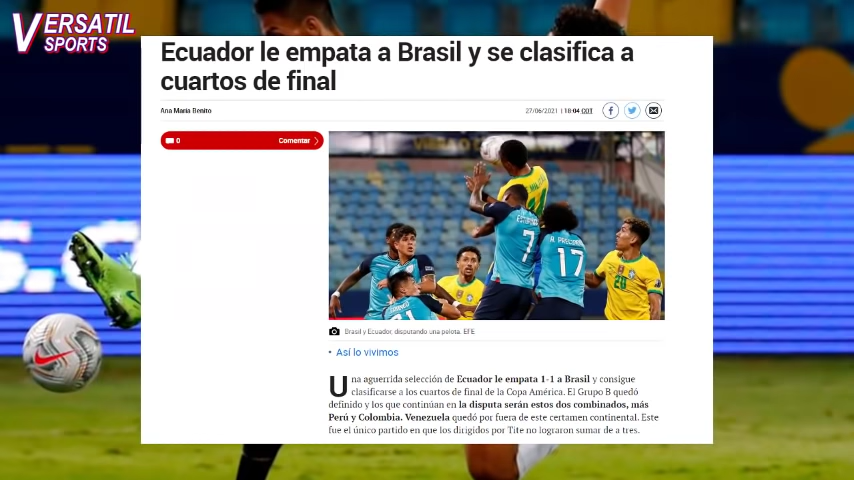 VERSATIL
SPORTS
Ecuador le empata a Brasil y se clasifica a
cuartos de final
Ana María Benito
27/06/2021 | 18:04 COT
0
Comentar
7
17
20
Brasil y Ecuador, disputando una pelota. EFE
• Así lo vivimos
Una aguerrida selección de Ecuador le empata 1-1 a Brasil y consigue
clasificarse a los cuartos de final de la Copa América. El Grupo B quedó
definido y los que continúan en la disputa serán estos dos combinados, más
Perú y Colombia. Venezuela quedó por fuera de este certamen continental. Este
fue el único partido en que los dirigidos por Tite no lograron sumar de a tres.